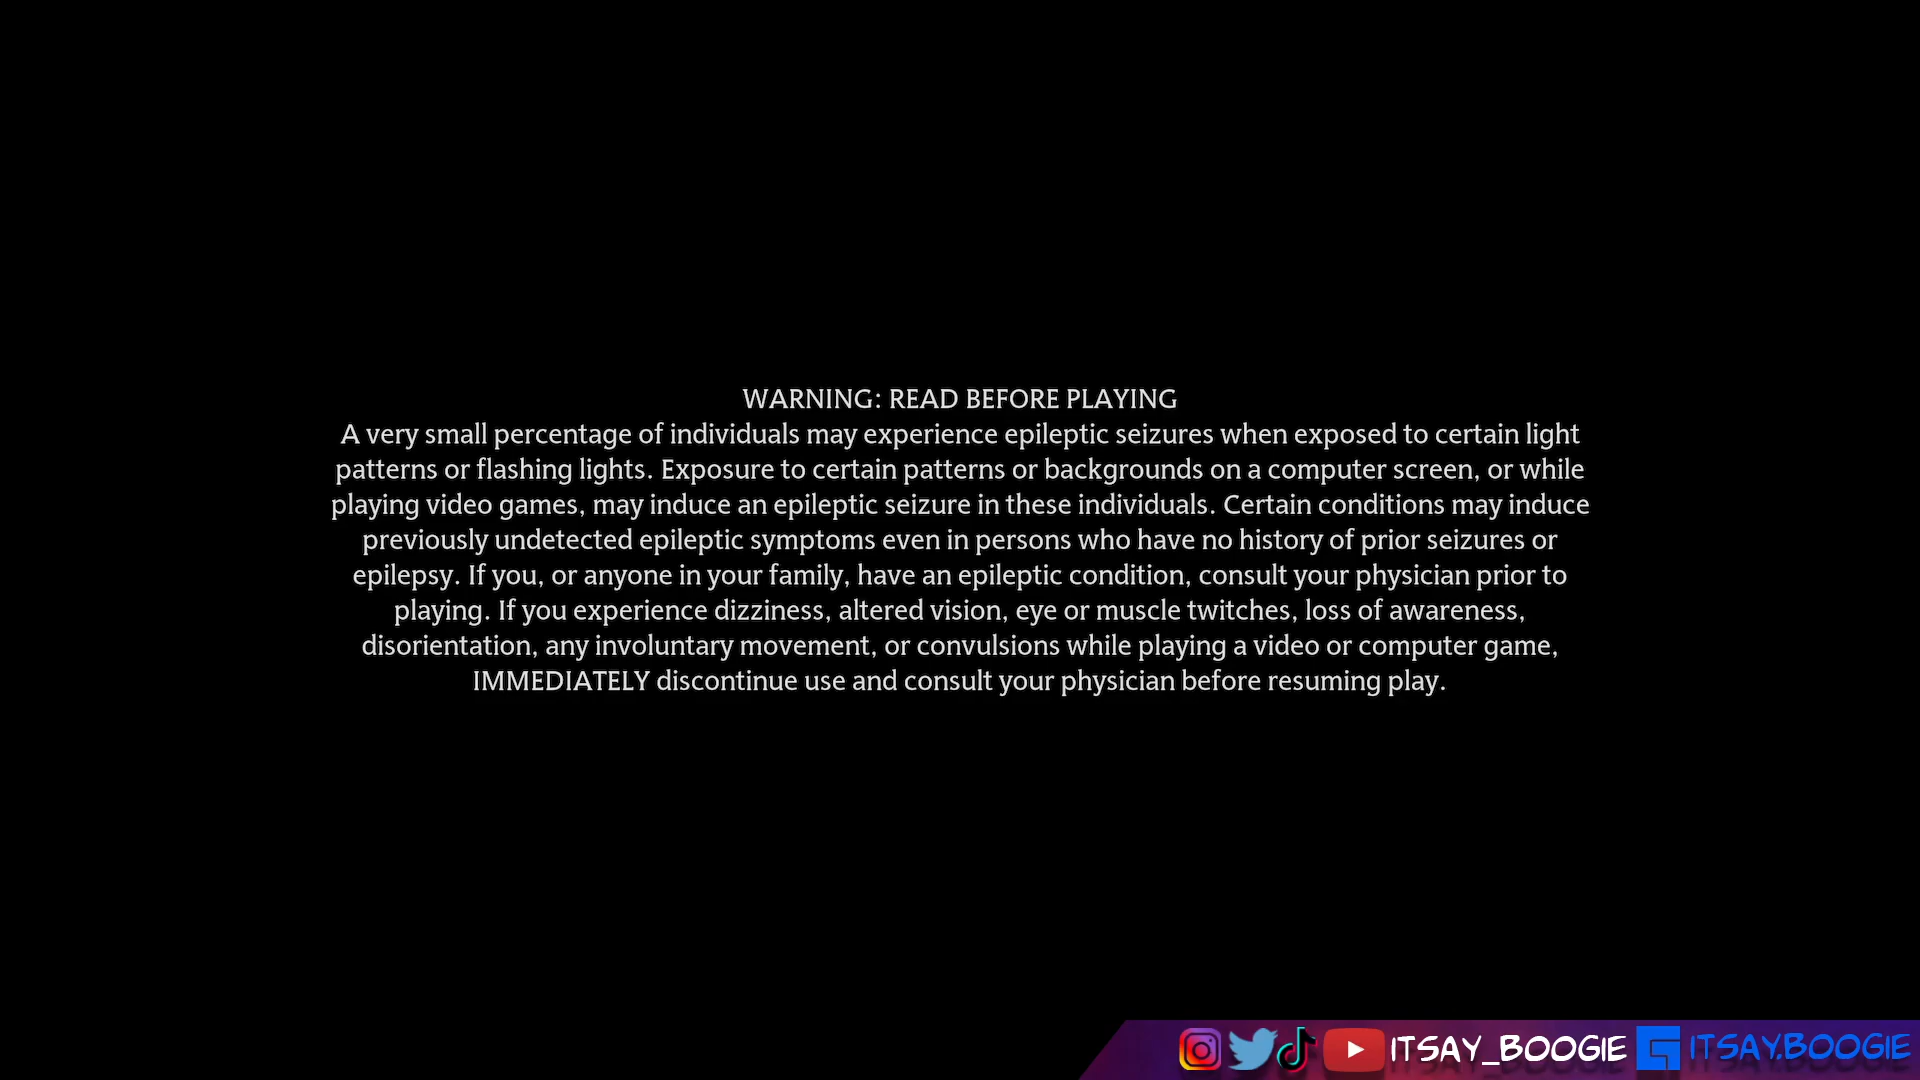 WARNING: READ BEFORE PLAYING
A very small percentage of individuals may experience epileptic seizures when exposed to certain light
patterns or flashing lights. Exposure to certain patterns or backgrounds on a computer screen, or while
playing video games, may induce an epileptic seizure in these individuals. Certain conditions may induce
previously undetected epileptic symptoms even in persons who have no history of prior seizures or
epilepsy. If you, or anyone in your family, have an epileptic condition, consult your physician prior to
playing. If you experience dizziness, altered vision, eye or muscle twitches, loss of awareness,
disorientation, any involuntary movement, or convulsions while playing a video or computer game,
IMMEDIATELY discontinue use and consult your physician before resuming play.
ITSAY_BOOGIE ITSAY.BOOGIE